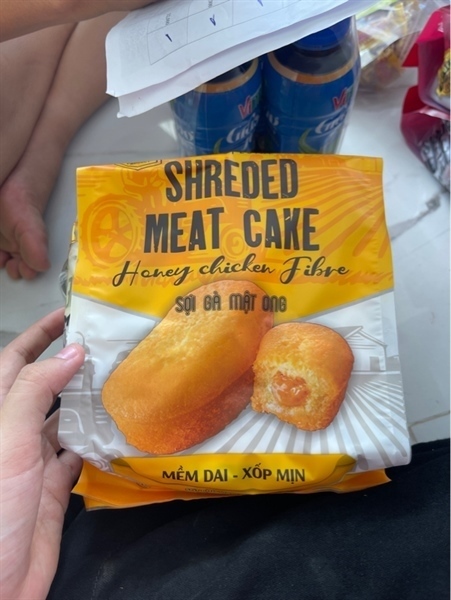 SHREDED
MEAT CAKE
Honey chicken Fibre
SỢI GÀ MẬT ONG
MỀM DAI - XỐP MỊN